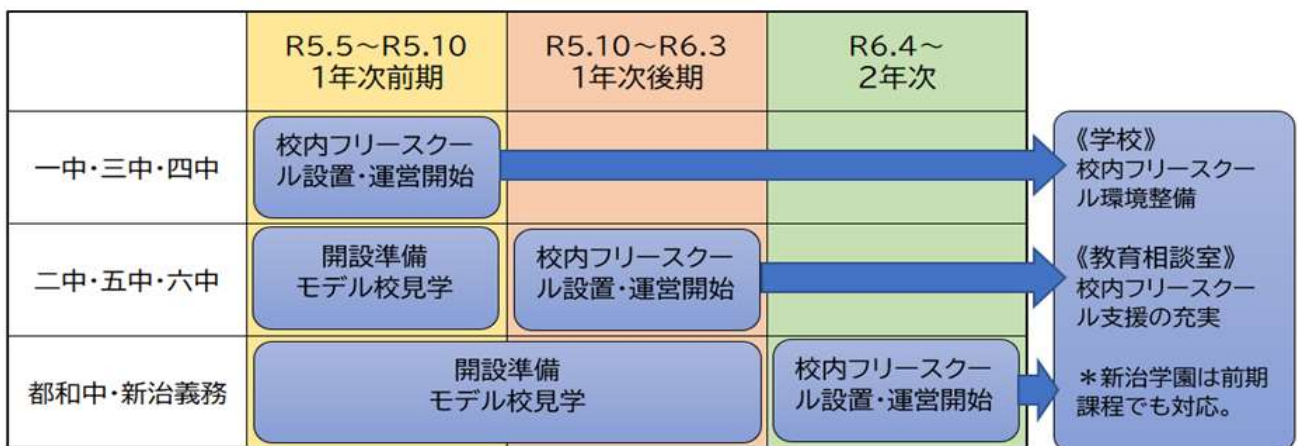 R5.5～R5.10
1年次前期
R5.10～R6.3
1年次後期
R6.4～
2年次
一中・三中・四中
校内フリースクー
ル設置・運営開始
二中・五中・六中
開設準備
モデル校見学
校内フリースクー
ル設置・運営開始
都和中・新治義務
開設準備
モデル校見学
校内フリースクー
ル設置・運営開始
《学校》
校内フリースクー
ル環境整備
《教育相談室》
校内フリースクー
ル支援の充実
＊新治学園は前期
課程でも対応。